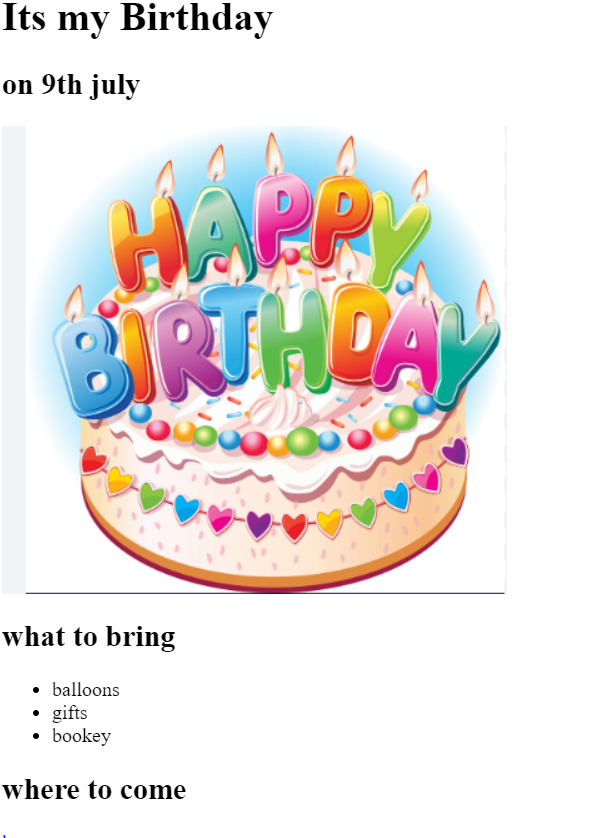 Its my Birthday
on 9th july
HAPPY
BIRTHDAY
what to bring
balloons
gifts
bookey
where to come